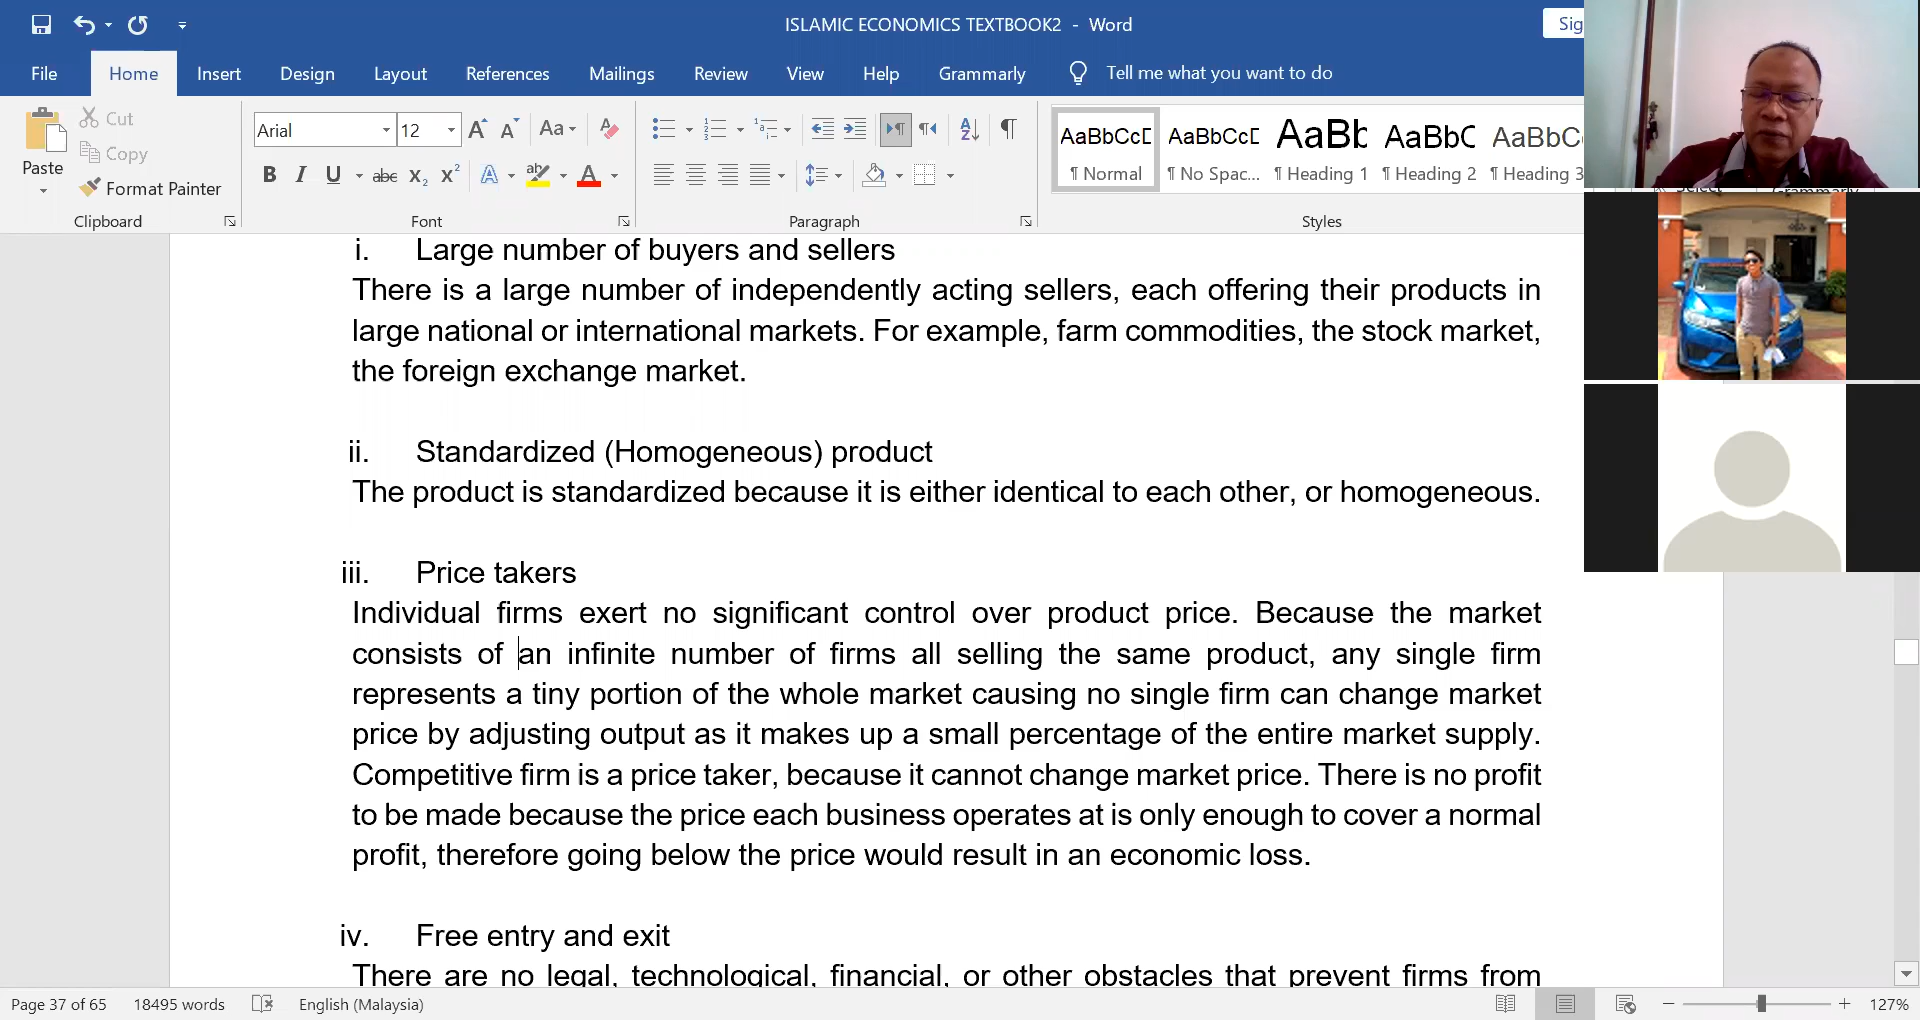 ISLAMIC ECONOMICS TEXTBOOK2 - Word
Sig
File Home Insert Design Layout References Mailings Review View Help Grammarly Tell me what you want to do
Paste
Cut
Copy
Format Painter
Clipboard
Arial 12
Aa
B I U abc X2 X2 A ab A
Font
Paragraph
AaBbCcD AaBbCcD AaBb AaBbC AaBbC
¶ Normal ¶ No Spac... ¶ Heading 1 ¶ Heading 2 ¶ Heading 3
Styles
Select
Grammarly
i. Large number of buyers and sellers
There is a large number of independently acting sellers, each offering their products in
large national or international markets. For example, farm commodities, the stock market,
the foreign exchange market.
ii. Standardized (Homogeneous) product
The product is standardized because it is either identical to each other, or homogeneous.
iii. Price takers
Individual firms exert no significant control over product price. Because the market
consists of an infinite number of firms all selling the same product, any single firm
represents a tiny portion of the whole market causing no single firm can change market
price by adjusting output as it makes up a small percentage of the entire market supply.
Competitive firm is a price taker, because it cannot change market price. There is no profit
to be made because the price each business operates at is only enough to cover a normal
profit, therefore going below the price would result in an economic loss.
iv. Free entry and exit
There are no legal, technological, financial, or other obstacles that prevent firms from
Page 37 of 65 18495 words English (Malaysia) 127%